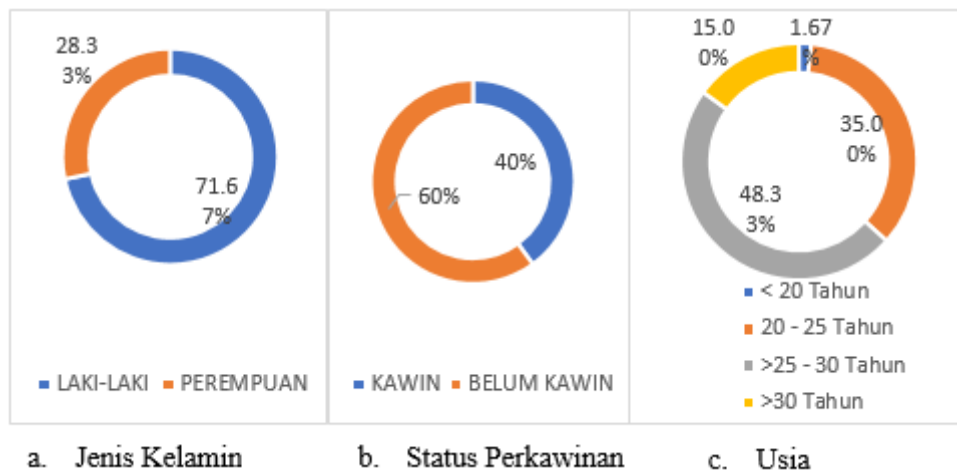 28.3
3%
71.6
7%
LAKI-LAKI PEREMPUAN
40%
60%
KAWIN BELUM KAWIN
15.0
0%
1.67
%
35.0
0%
48.3
3%
< 20 Tahun
20 - 25 Tahun
>25 - 30 Tahun
>30 Tahun
a. Jenis Kelamin
b. Status Perkawinan
c. Usia